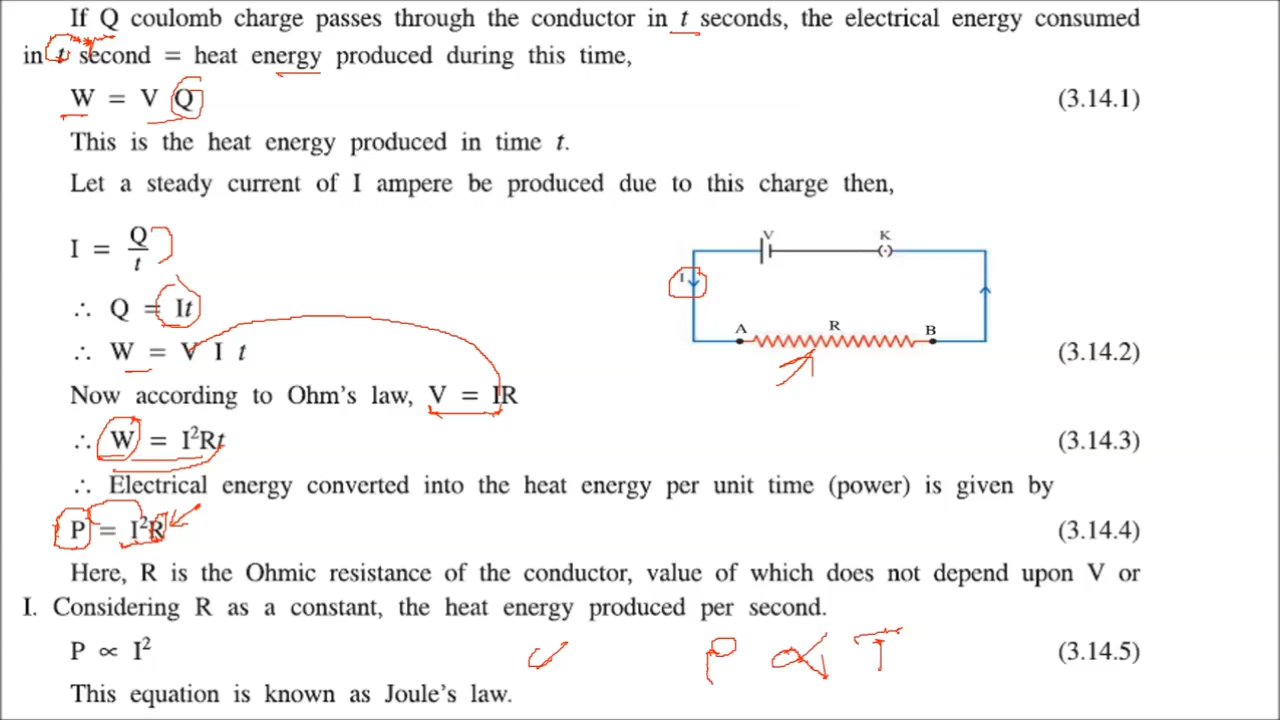 If Q coulomb charge passes through the conductor in t seconds, the electrical energy consumed
in t second = heat energy produced during this time,
W = V Q (3.14.1)
This is the heat energy produced in time t.
Let a steady current of I ampere be produced due to this charge then,
I = Q/t
∴ Q = It
∴ W = V I t (3.14.2)
V K
I
A R B
Now according to Ohm's law, V = IR
∴ W = I²Rt (3.14.3)
∴ Electrical energy converted into the heat energy per unit time (power) is given by
P = I²R (3.14.4)
Here, R is the Ohmic resistance of the conductor, value of which does not depend upon V or
I. Considering R as a constant, the heat energy produced per second.
P ∝ I² (3.14.5)
P ∝ I
This equation is known as Joule's law.